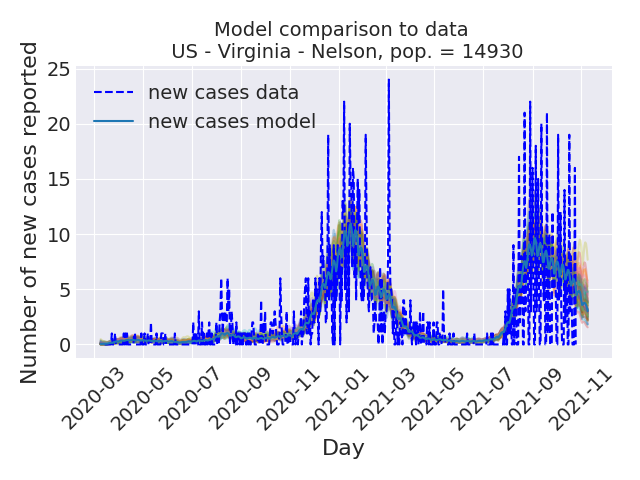 Model comparison to data
US - Virginia - Nelson, pop. = 14930
Number of new cases reported
25
20
15
10
5
0
new cases data
new cases model
2020-03
2020-05
2020-07
2020-09
2020-11
2021-01
2021-03
2021-05
2021-07
2021-09
2021-11
Day